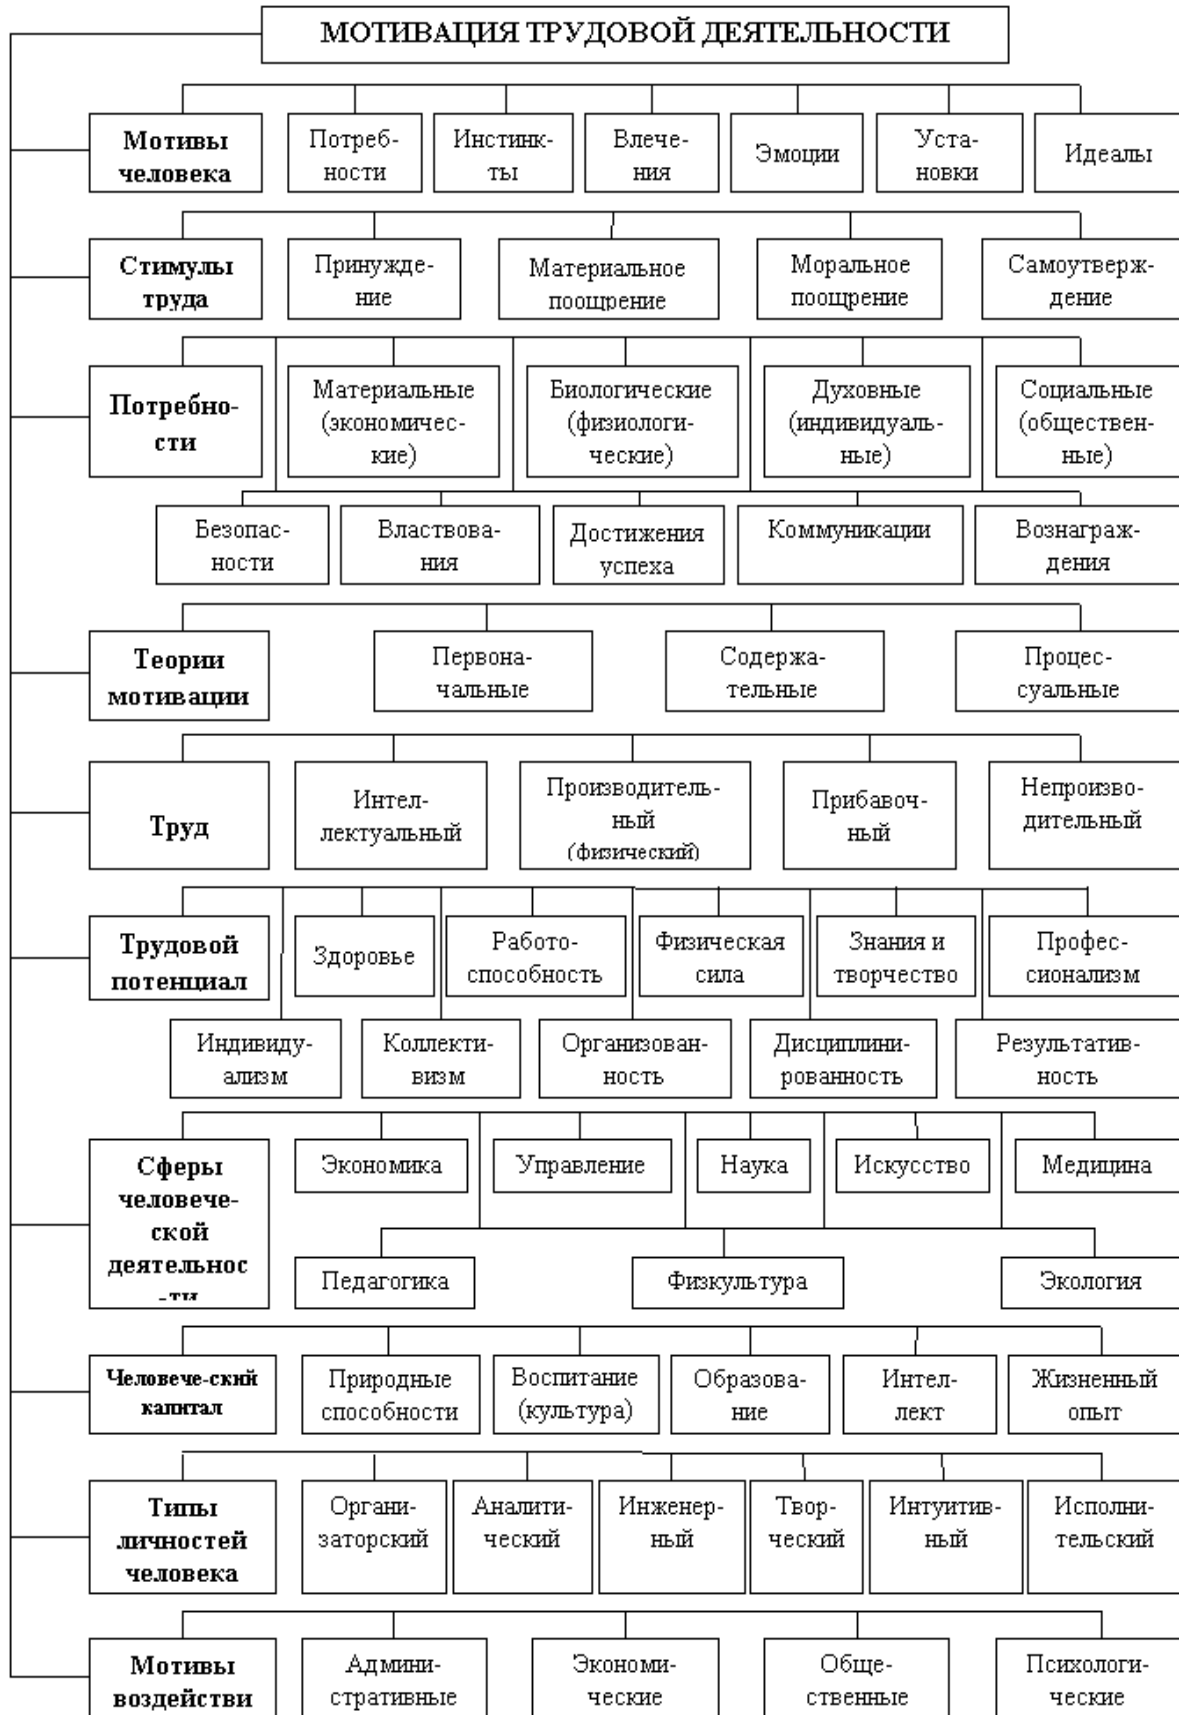 МОТИВАЦИЯ ТРУДОВОЙ ДЕЯТЕЛЬНОСТИ
Мотивы
человека
Потреб-
ности
Инстинк-
ты
Влече-
ния
Эмоции
Уста-
новки
Идеалы
Стимулы
труда
Принужде-
ние
Материальное
поощрение
Моральное
поощрение
Самоутверж-
дение
Потребно-
сти
Материальные
(экономичес-
кие)
Биологические
(физиологи-
ческие)
Духовные
(индивидуаль-
ные)
Социальные
(обществен-
ные)
Безопас-
ности
Властвова-
ния
Достижения
успеха
Коммуникации
Вознаграж-
дения
Теории
мотивации
Первона-
чальные
Содержа-
тельные
Процес-
суальные
Труд
Интел-
лектуальный
Производитель-
ный
(физический)
Прибавоч-
ный
Непроизво-
дительный
Трудовой
потенциал
Здоровье
Работо-
способность
Физическая
сила
Знания и
творчество
Профес-
сионализм
Индивиду-
ализм
Коллекти-
визм
Организован-
ность
Дисциплини-
рованность
Результатив-
ность
Сферы
человече-
ской
деятельнос
-ти
Экономика
Управление
Наука
Искусство
Медицина
Педагогика
Физкультура
Экология
Человече-ский
капитал
Природные
способности
Воспитание
(культура)
Образова-
ние
Интел-
лект
Жизненный
опыт
Типы
личностей
человека
Органи-
заторский
Аналити-
ческий
Инженер-
ный
Твор-
ческий
Интуитив-
ный
Исполни-
тельский
Мотивы
воздействи
Админи-
стративные
Экономи-
ческие
Обще-
ственные
Психологи-
ческие